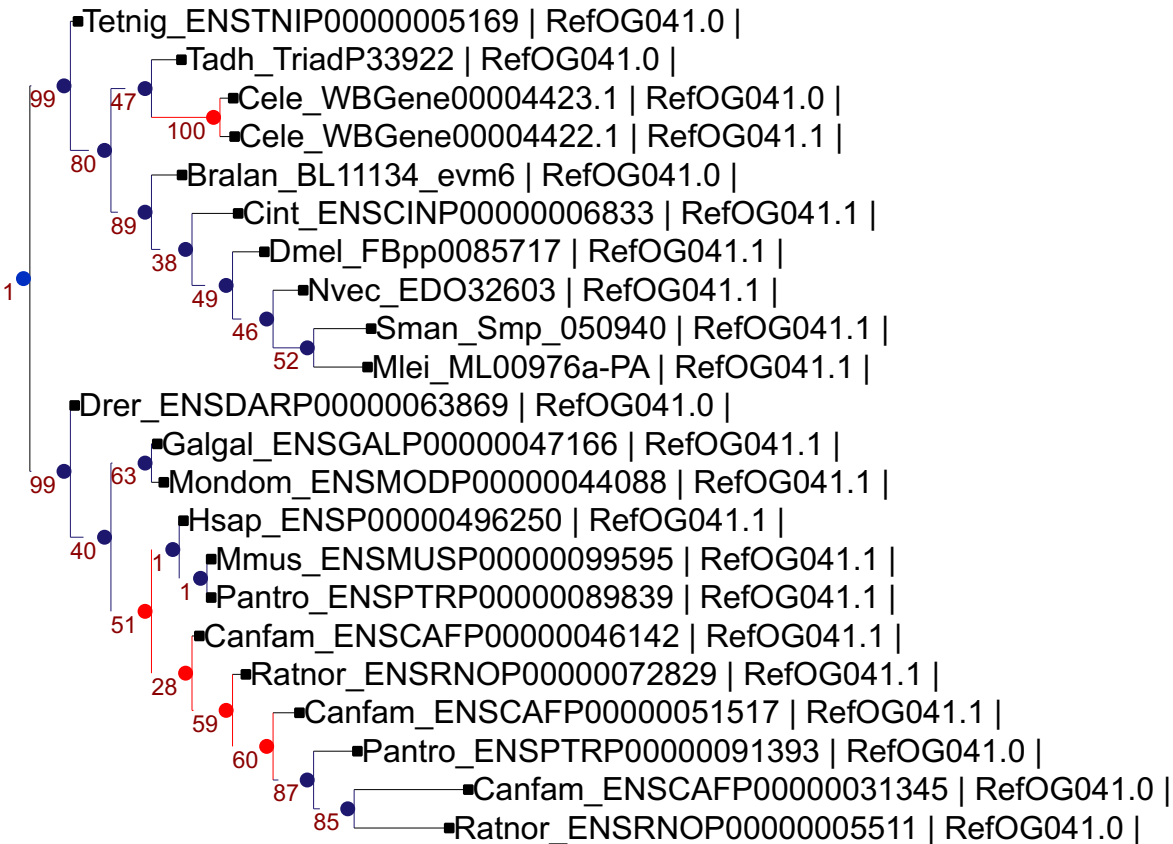 Tetnig_ENSTNIP00000005169 | RefOG041.0 |
Tadh_TriadP33922 | RefOG041.0 |
99
47
Cele_WBGene00004423.1 | RefOG041.0 |
100
Cele_WBGene00004422.1 | RefOG041.1 |
80
Bralan_BL11134_evm6 | RefOG041.0 |
89
Cint_ENSCINP00000006833 | RefOG041.1 |
38
Dmel_FBpp0085717 | RefOG041.1 |
1
49
Nvec_EDO32603 | RefOG041.1 |
46
Sman_Smp_050940 | RefOG041.1 |
52
Mlei_ML00976a-PA | RefOG041.1 |
Drer_ENSDARP00000063869 | RefOG041.0 |
Galgal_ENSGALP00000047166 | RefOG041.1 |
63
99
Mondom_ENSMODP00000044088 | RefOG041.1 |
Hsap_ENSP00000496250 | RefOG041.1 |
40
1
Mmus_ENSMUSP00000099595 | RefOG041.1 |
1
Pantro_ENSPTRP00000089839 | RefOG041.1 |
51
Canfam_ENSCAFP00000046142 | RefOG041.1 |
28
Ratnor_ENSRNOP00000072829 | RefOG041.1 |
59
Canfam_ENSCAFP00000051517 | RefOG041.1 |
60
Pantro_ENSPTRP00000091393 | RefOG041.0 |
87
Canfam_ENSCAFP00000031345 | RefOG041.0 |
85
Ratnor_ENSRNOP00000005511 | RefOG041.0 |